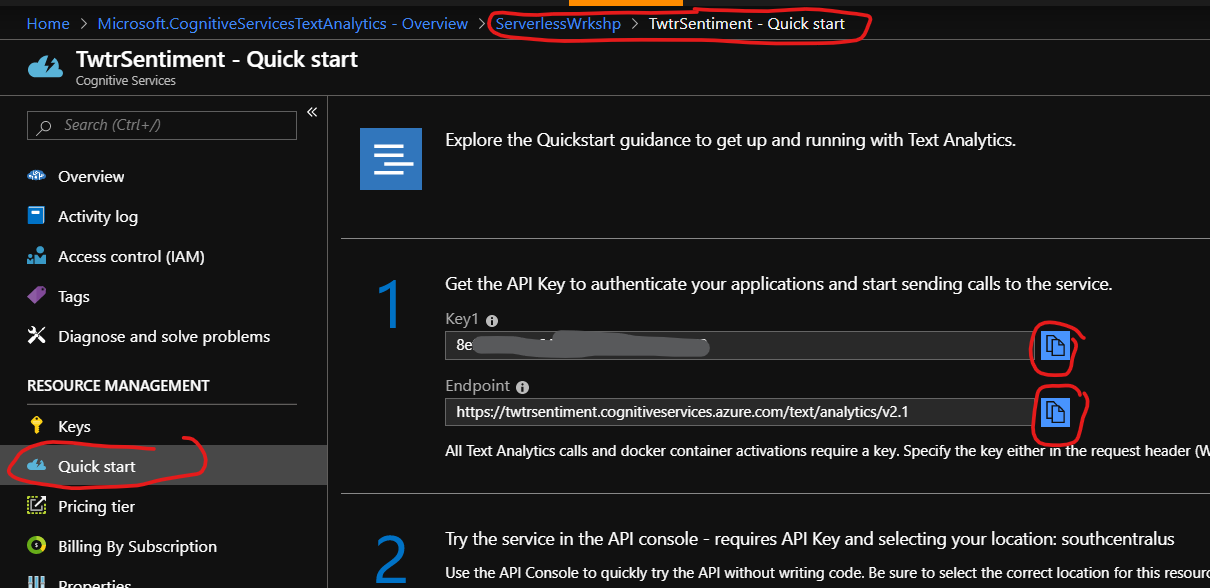 Home > Microsoft.CognitiveServicesTextAnalytics - Overview > ServerlessWrkshp > TwtrSentiment - Quick start
TwtrSentiment - Quick start
Cognitive Services
Search (Ctrl+/)
«
Overview
Activity log
Access control (IAM)
Tags
Diagnose and solve problems
RESOURCE MANAGEMENT
Keys
Quick start
Pricing tier
Billing By Subscription
Properties
Explore the Quickstart guidance to get up and running with Text Analytics.
1
Get the API Key to authenticate your applications and start sending calls to the service.
Key1
8e
Endpoint
https://twtrsentiment.cognitiveservices.azure.com/text/analytics/v2.1
All Text Analytics calls and docker container activations require a key. Specify the key either in the request header (W
2
Try the service in the API console - requires API Key and selecting your location: southcentralus
Use the API Console to quickly try the API without writing code. Be sure to select the correct location for this resour